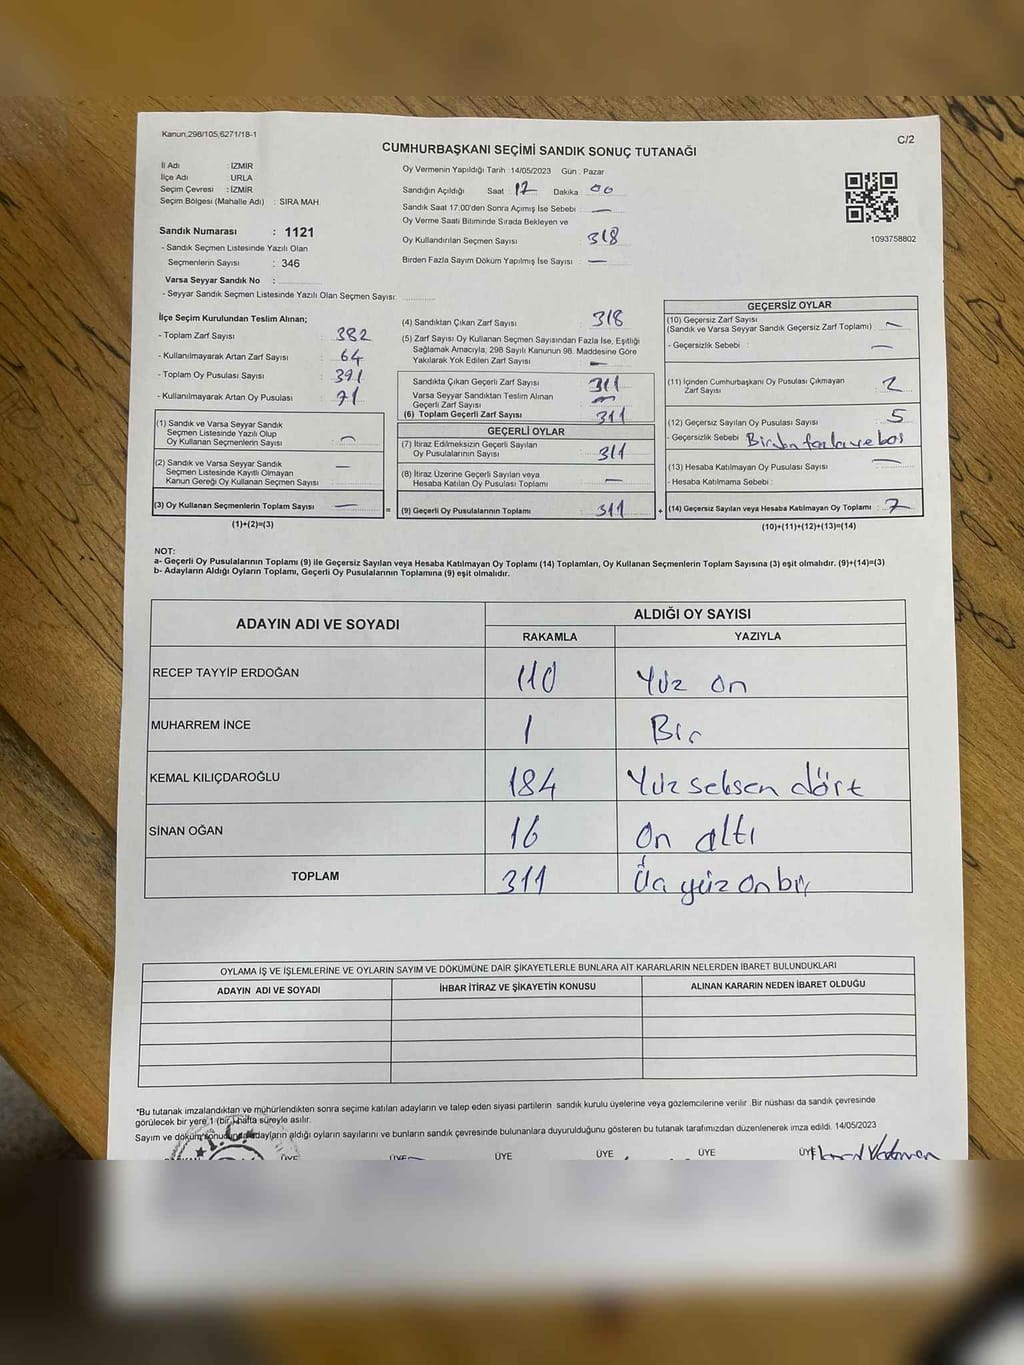 Kanun;298/105,6271/18-1
C/2
CUMHURBAŞKANI SEÇİMİ SANDIK SONUÇ TUTANAĞI
İl Adı : İZMİR
İlçe Adı : URLA
Seçim Çevresi : İZMİR
Seçim Bölgesi (Mahalle Adı) : SIRA MAH.
Oy Vermenin Yapıldığı Tarih : 14/05/2023 Gün : Pazar
Sandığın Açıldığı Saat 17 Dakika 00
Sandık Saat 17.00'den Sonra Açımış İse Sebebi : —
Oy Verme Saati Bitiminde Sırada Bekleyen ve
Oy Kullandırılan Seçmen Sayısı : 318
Birden Fazla Sayım Döküm Yapılmış İse Sayısı : —
1093758802
Sandık Numarası : 1121
- Sandık Seçmen Listesinde Yazılı Olan
Seçmenlerin Sayısı : 346
Varsa Seyyar Sandık No :
- Seyyar Sandık Seçmen Listesinde Yazılı Olan Seçmen Sayısı:
İlçe Seçim Kurulundan Teslim Alınan;
- Toplam Zarf Sayısı : 382
- Kullanılmayarak Artan Zarf Sayısı : 64
- Toplam Oy Pusulası Sayısı : 391
- Kullanılmayarak Artan Oy Pusulası : 71
(1) Sandık ve Varsa Seyyar Sandık
Seçmen Listesinde Yazılı Olup
Oy Kullanan Seçmenlerin Sayısı : —
(2) Sandık ve Varsa Seyyar Sandık
Seçmen Listesinde Kayıtlı Olmayan
Kanun Gereği Oy Kullanan Seçmen Sayısı : —
(3) Oy Kullanan Seçmenlerin Toplam Sayısı : —
(1)+(2)=(3)
(4) Sandıktan Çıkan Zarf Sayısı : 318
(5) Zarf Sayısı Oy Kullanan Seçmen Sayısından Fazla İse, Eşitliği
Sağlamak Amacıyla; 298 Sayılı Kanunun 98. Maddesine Göre
Yakılarak Yok Edilen Zarf Sayısı : —
Sandıkta Çıkan Geçerli Zarf Sayısı : 311
Varsa Seyyar Sandıktan Teslim Alınan
Geçerli Zarf Sayısı : —
(6) Toplam Geçerli Zarf Sayısı : 311
GEÇERLİ OYLAR
(7) İtiraz Edilmeksizin Geçerli Sayılan
Oy Pusulalarının Sayısı : 311
(8) İtiraz Üzerine Geçerli Sayılan veya
Hesaba Katılan Oy Pusulası Toplamı : —
(9) Geçerli Oy Pusulalarının Toplamı : 311
GEÇERSİZ OYLAR
(10) Geçersiz Zarf Sayısı
(Sandık ve Varsa Seyyar Sandık Geçersiz Zarf Toplamı) : —
- Geçersizlik Sebebi : —
(11) İçinden Cumhurbaşkanı Oy Pusulası Çıkmayan
Zarf Sayısı : 2
(12) Geçersiz Sayılan Oy Pusulası Sayısı : 5
- Geçersizlik Sebebi : Birden fazla ve boş
(13) Hesaba Katılmayan Oy Pusulası Sayısı : —
- Hesaba Katılmama Sebebi :
(14) Geçersiz Sayılan veya Hesaba Katılmayan Oy Toplamı : 7
(10)+(11)+(12)+(13)=(14)
NOT:
a- Geçerli Oy Pusulalarının Toplamı (9) ile Geçersiz Sayılan veya Hesaba Katılmayan Oy Toplamı (14) Toplamları, Oy Kullanan Seçmenlerin Toplam Sayısına (3) eşit olmalıdır. (9)+(14)=(3)
b- Adayların Aldığı Oyların Toplamı, Geçerli Oy Pusulalarının Toplamına (9) eşit olmalıdır.
ADAYIN ADI VE SOYADI ALDIĞI OY SAYISI
RAKAMLA YAZIYLA
RECEP TAYYİP ERDOĞAN 110 Yüz on
MUHARREM İNCE 1 Bir
KEMAL KILIÇDAROĞLU 184 Yüz seksen dört
SİNAN OĞAN 16 On altı
TOPLAM 311 Üç yüz on bir
OYLAMA İŞ VE İŞLEMLERİNE VE OYLARIN SAYIM VE DÖKÜMÜNE DAİR ŞİKAYETLERLE BUNLARA AİT KARARLARIN NELERDEN İBARET BULUNDUKLARI
ADAYIN ADI VE SOYADI İHBAR İTİRAZ VE ŞİKAYETİN KONUSU ALINAN KARARIN NEDEN İBARET OLDUĞU
*Bu tutanak imzalandıktan ve mühürlendikten sonra seçime katılan adayların ve talep eden siyasi partilerin sandık kurulu üyelerine veya gözlemcilerine verilir. Bir nüshası da sandık çevresinde
görülecek bir yere 1 (bir) hafta süreyle asılır.
Sayım ve döküm sonucunda adayların aldığı oyların sayılarını ve bunların sandık çevresinde bulunanlara duyurulduğunu gösteren bu tutanak tarafımızdan düzenlenerek imza edildi. 14/05/2023
T.C.
ÜYE ÜYE ÜYE ÜYE ÜYE ÜYE